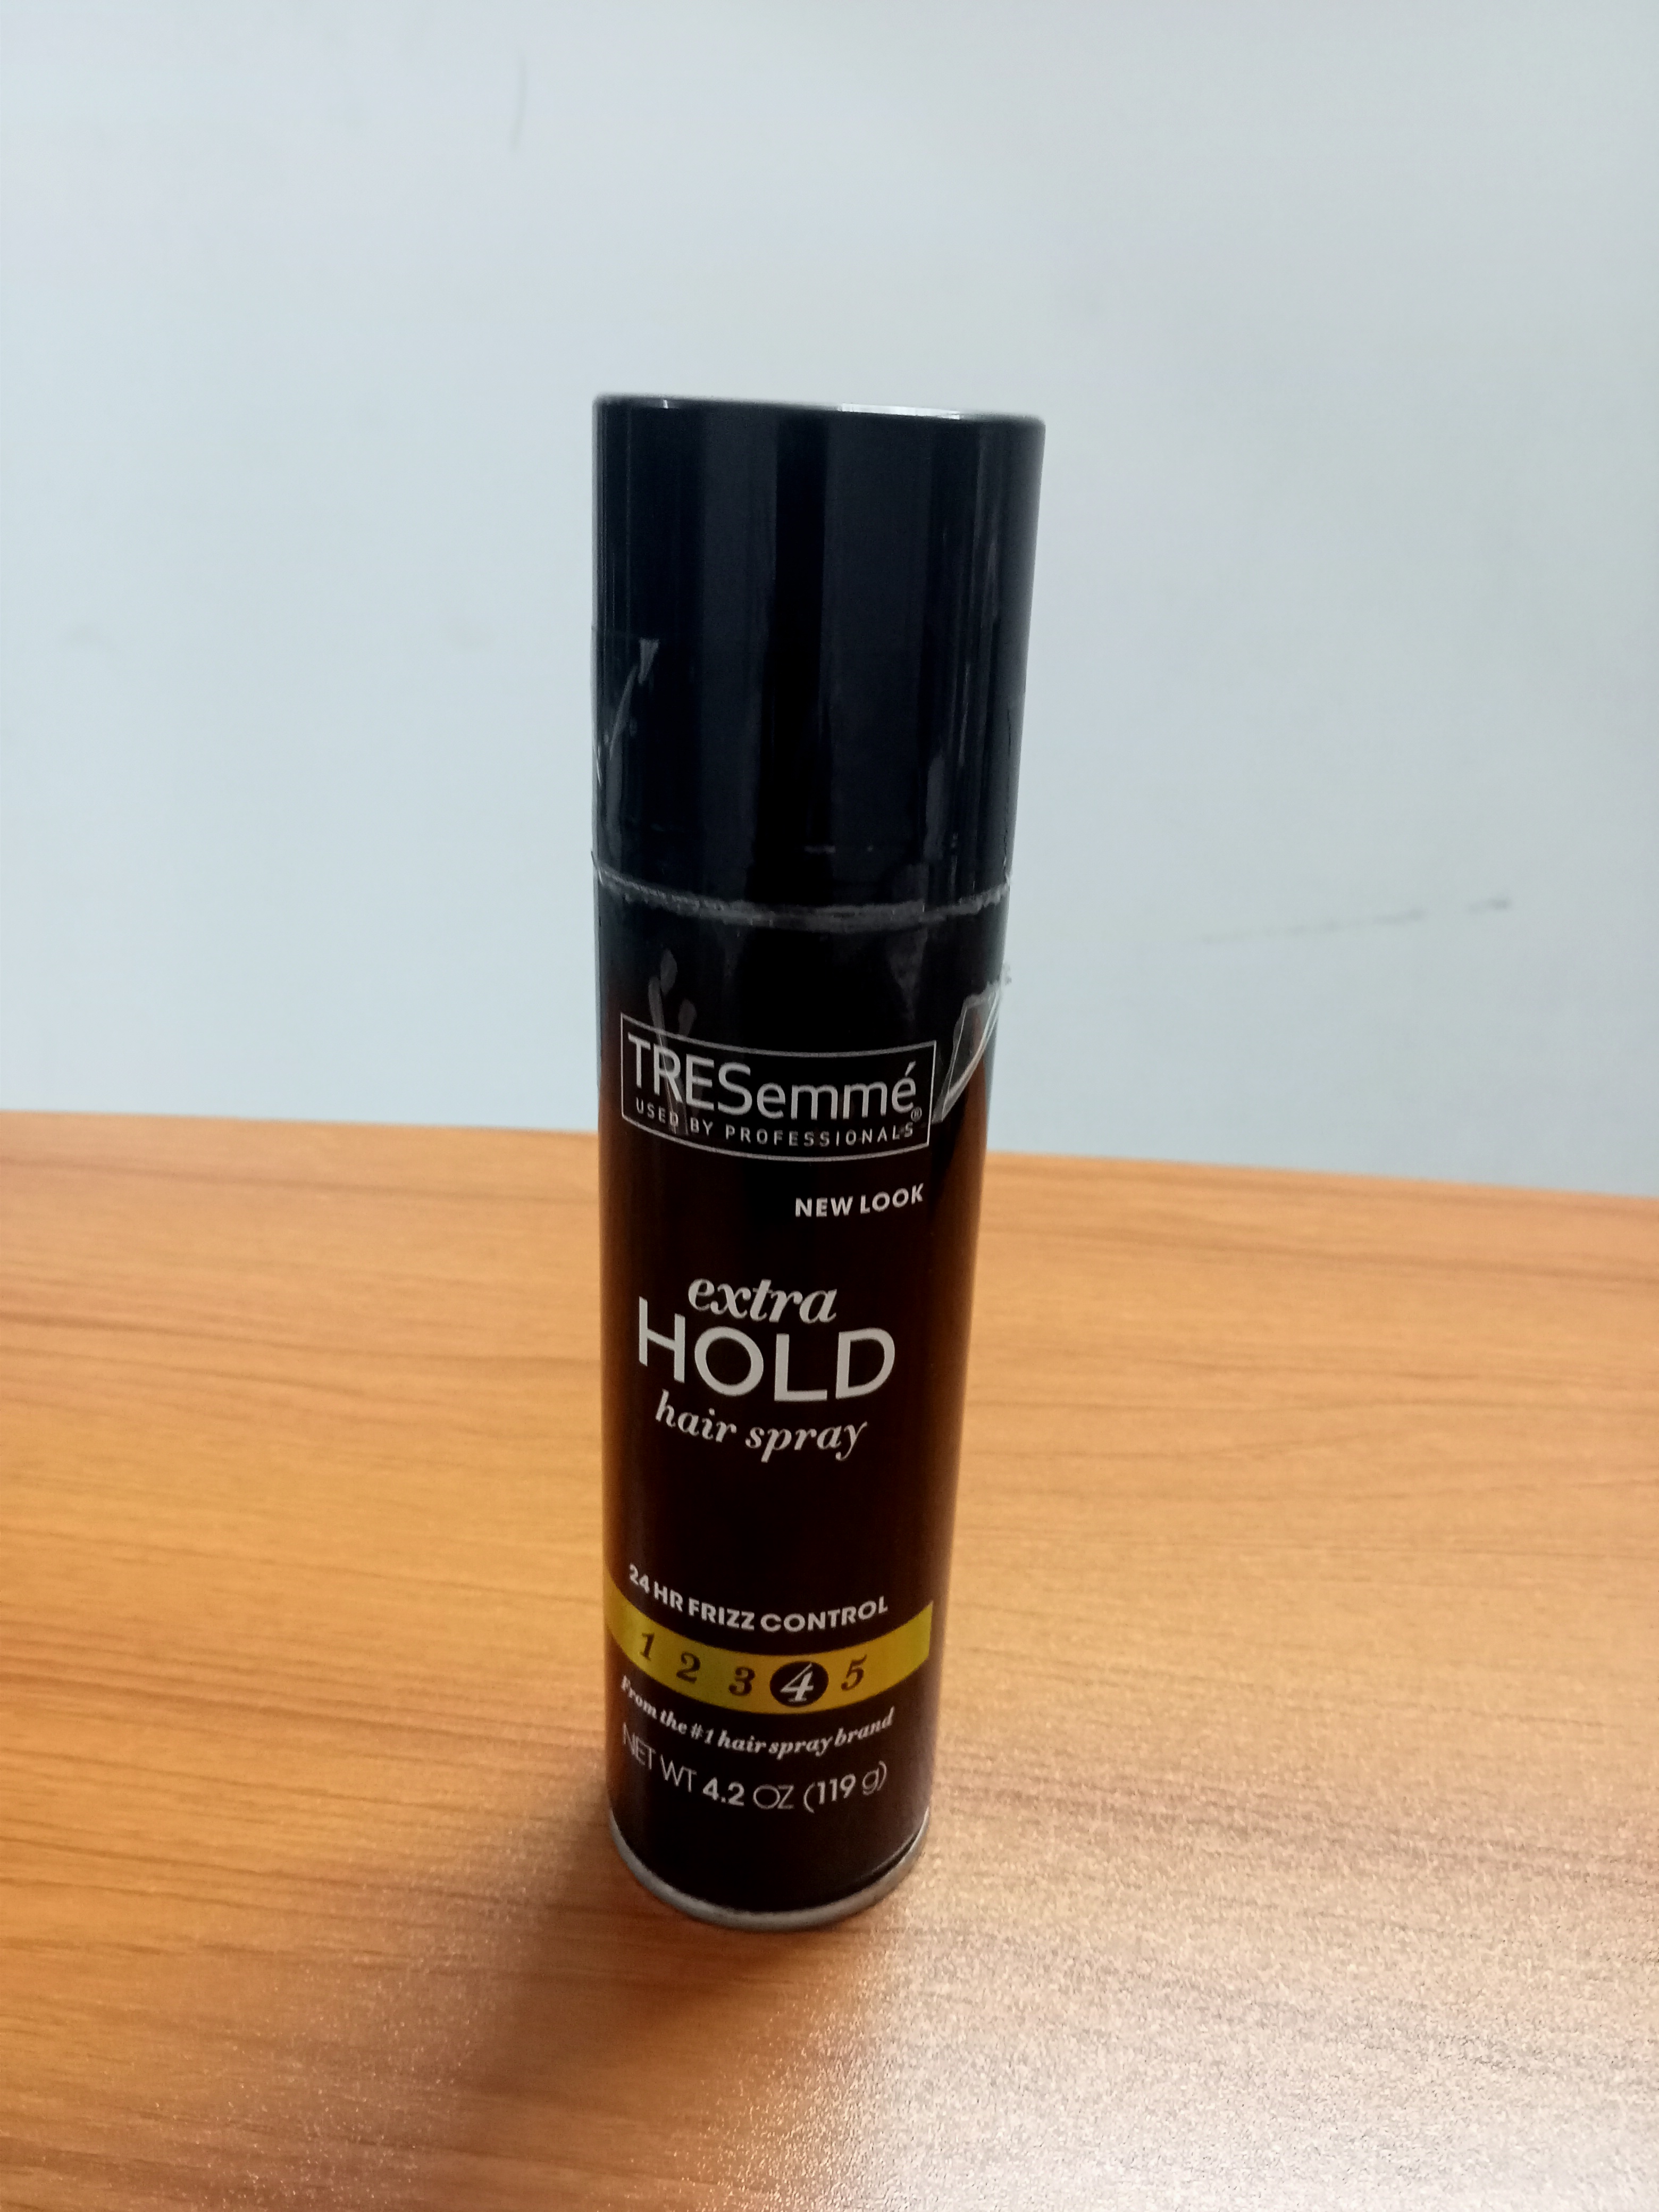 TRESemmé®
USED BY PROFESSIONALS
NEW LOOK
extra
HOLD
hair spray
24 HR FRIZZ CONTROL
1 2 3 4 5
From the #1 hair spray brand
NET WT 4.2 OZ (119 g)